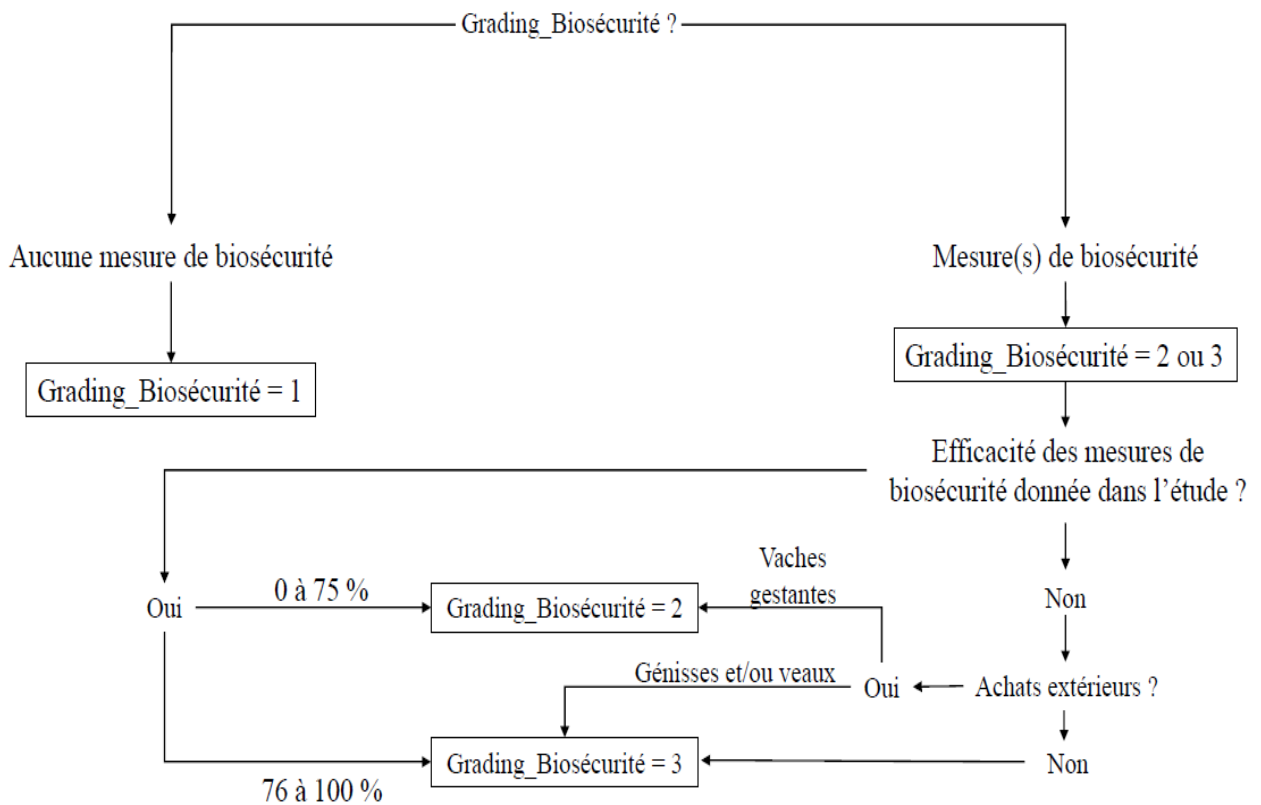 Grading_Biosécurité ?
Aucune mesure de biosécurité
Mesure(s) de biosécurité
Grading_Biosécurité = 1
Grading_Biosécurité = 2 ou 3
Efficacité des mesures de
biosécurité donnée dans l’étude ?
Oui
0 à 75 %
Grading_Biosécurité = 2
Vaches
gestantes
Non
Génisses et/ou veaux
Oui
Achats extérieurs ?
76 à 100 %
Grading_Biosécurité = 3
Non